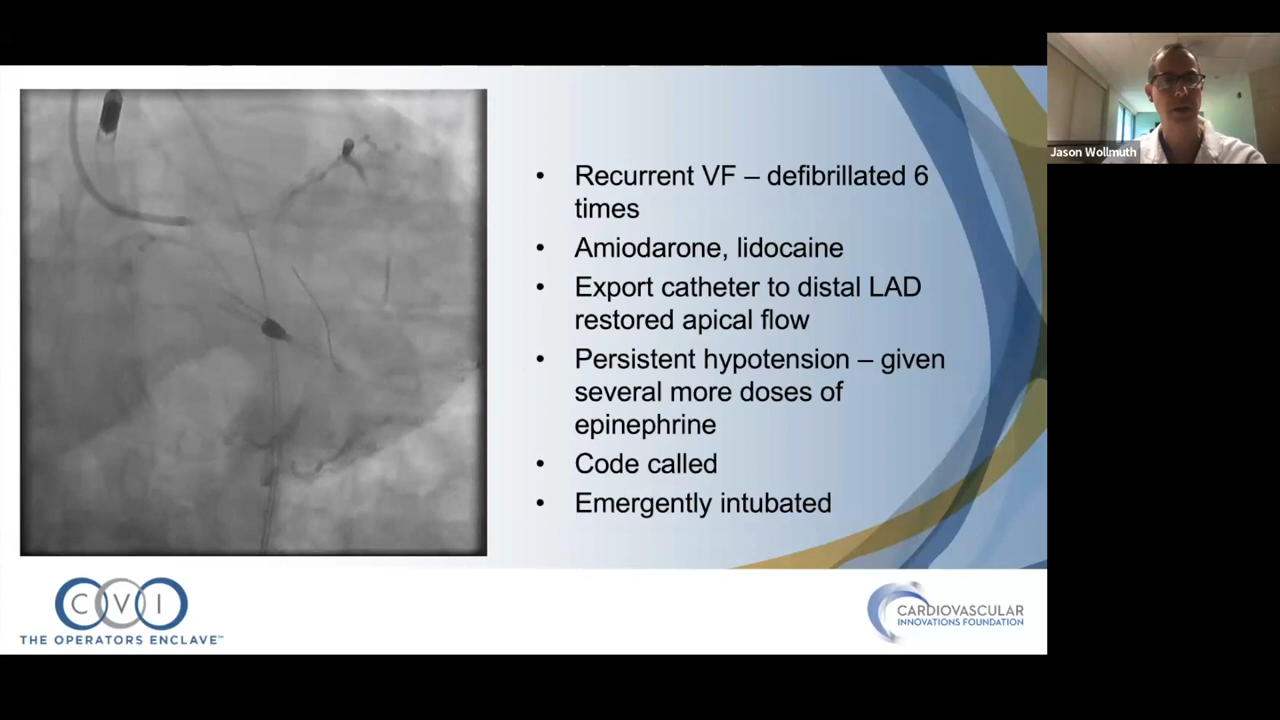 Jason Wollmuth
• Recurrent VF – defibrillated 6
times
• Amiodarone, lidocaine
• Export catheter to distal LAD
restored apical flow
• Persistent hypotension – given
several more doses of
epinephrine
• Code called
• Emergently intubated
CVI
THE OPERATORS ENCLAVE™
CARDIOVASCULAR
INNOVATIONS FOUNDATION